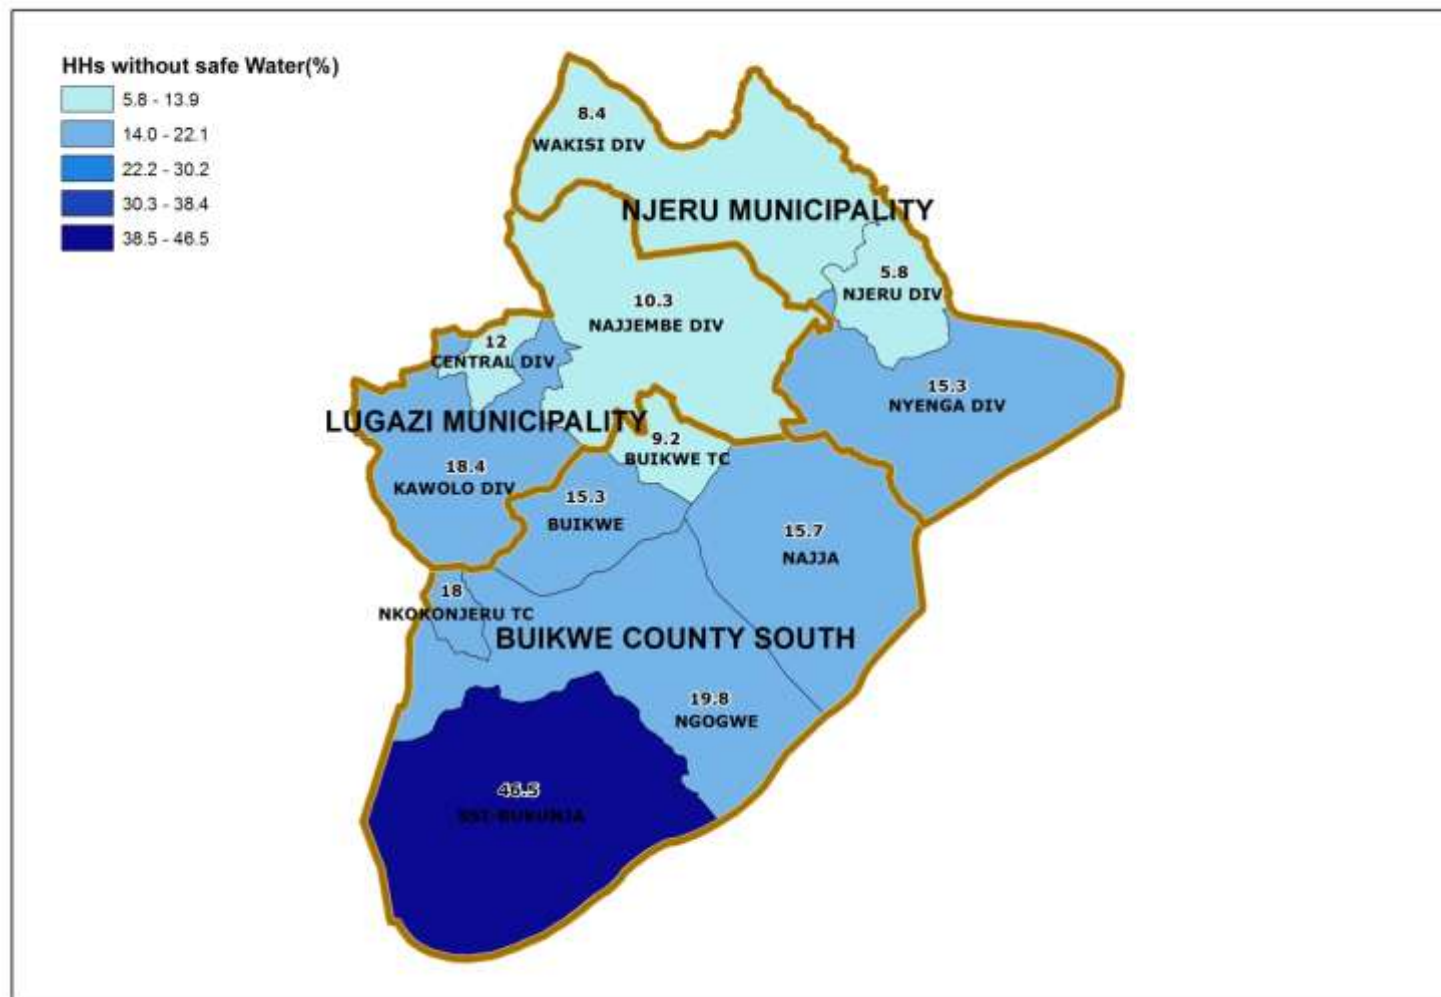 HHs without safe Water(%)
5.8 - 13.9
14.0 - 22.1
22.2 - 30.2
30.3 - 38.4
38.5 - 46.5
8.4
WAKISI DIV
NJERU MUNICIPALITY
5.8
NJERU DIV
10.3
NAJJEMBE DIV
12
CENTRAL DIV
15.3
NYENGA DIV
LUGAZI MUNICIPALITY
9.2
BUIKWE TC
18.4
KAWOLO DIV
15.3
BUIKWE
15.7
NAJJA
18
NKOKONJERU TC
BUIKWE COUNTY SOUTH
19.8
NGOGWE
46.5
SSI-BUKUNJA